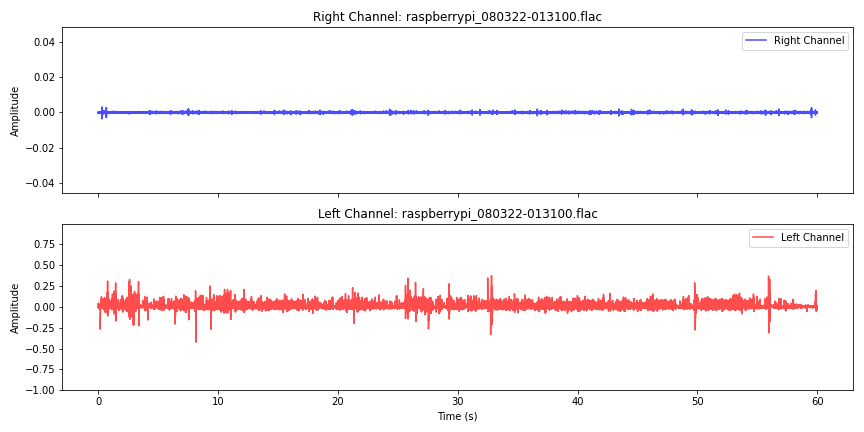 Right Channel: raspberrypi_080322-013100.flac
Right Channel
Amplitude
0.04
0.02
0.00
−0.02
−0.04
Left Channel: raspberrypi_080322-013100.flac
Left Channel
Amplitude
0.75
0.50
0.25
0.00
−0.25
−0.50
−0.75
−1.00
0 10 20 30 40 50 60
Time (s)